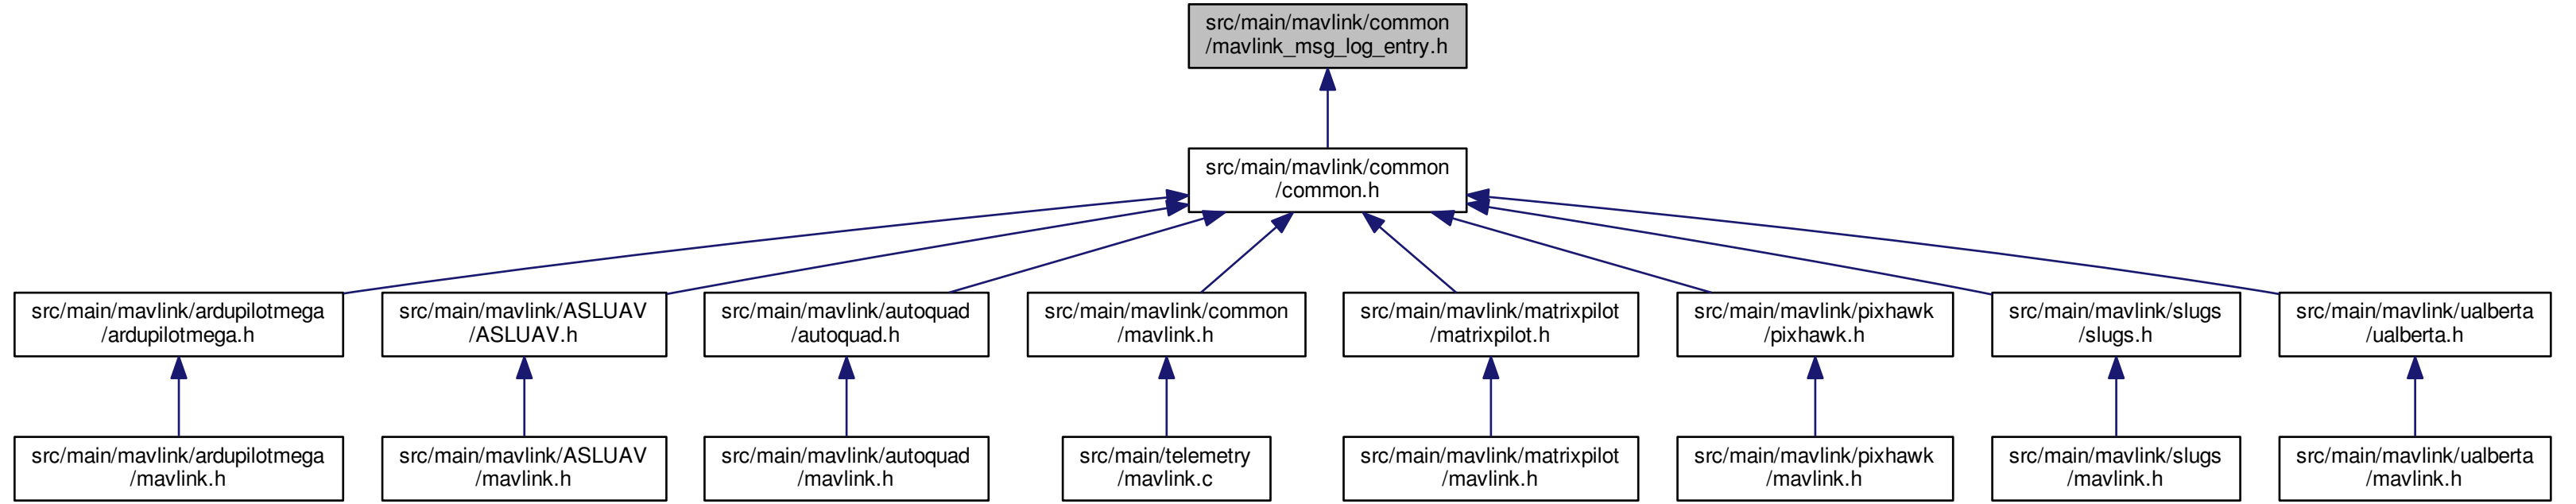 src/main/mavlink/common
/mavlink_msg_log_entry.h
src/main/mavlink/common
/common.h
src/main/mavlink/ardupilotmega
/ardupilotmega.h
src/main/mavlink/ASLUAV
/ASLUAV.h
src/main/mavlink/autoquad
/autoquad.h
src/main/mavlink/common
/mavlink.h
src/main/mavlink/matrixpilot
/matrixpilot.h
src/main/mavlink/pixhawk
/pixhawk.h
src/main/mavlink/slugs
/slugs.h
src/main/mavlink/ualberta
/ualberta.h
src/main/mavlink/ardupilotmega
/mavlink.h
src/main/mavlink/ASLUAV
/mavlink.h
src/main/mavlink/autoquad
/mavlink.h
src/main/telemetry
/mavlink.c
src/main/mavlink/matrixpilot
/mavlink.h
src/main/mavlink/pixhawk
/mavlink.h
src/main/mavlink/slugs
/mavlink.h
src/main/mavlink/ualberta
/mavlink.h